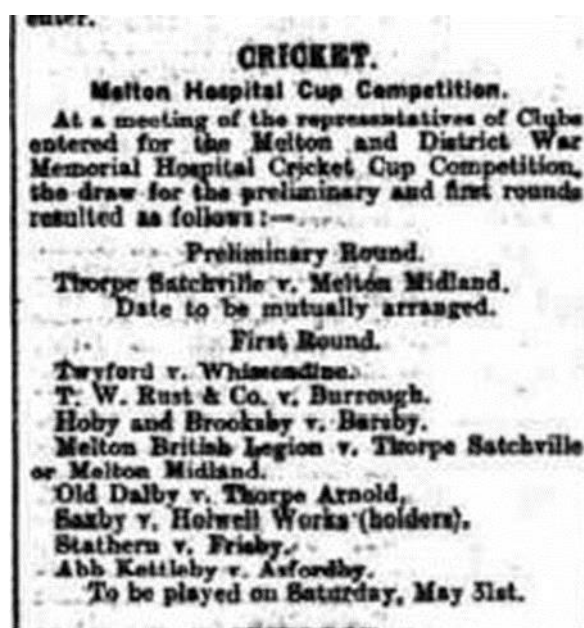 enter.
CRICKET.
Melton Hospital Cup Competition.
At a meeting of the representatives of Clubs
entered for the Melton and District War
Memorial Hospital Cricket Cup Competition,
the draw for the preliminary and first rounds
resulted as follows:—
Preliminary Round.
Thorpe Satchville v. Melton Midland.
Date to be mutually arranged.
First Round.
Twyford v. Whissendine.
T. W. Rust & Co. v. Burrough.
Hoby and Brooksby v. Barsby.
Melton British Legion v. Thorpe Satchville
or Melton Midland.
Old Dalby v. Thorpe Arnold.
Saxby v. Holwell Works (holders).
Stathern v. Frisby.
Abb Kettleby v. Asfordby.
To be played on Saturday, May 31st.